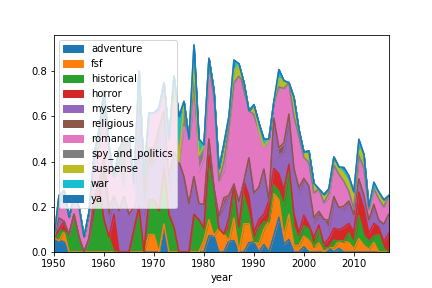 adventure
fsf
historical
horror
mystery
religious
romance
spy_and_politics
suspense
war
ya
0.8
0.6
0.4
0.2
0.0
1950 1960 1970 1980 1990 2000 2010
year